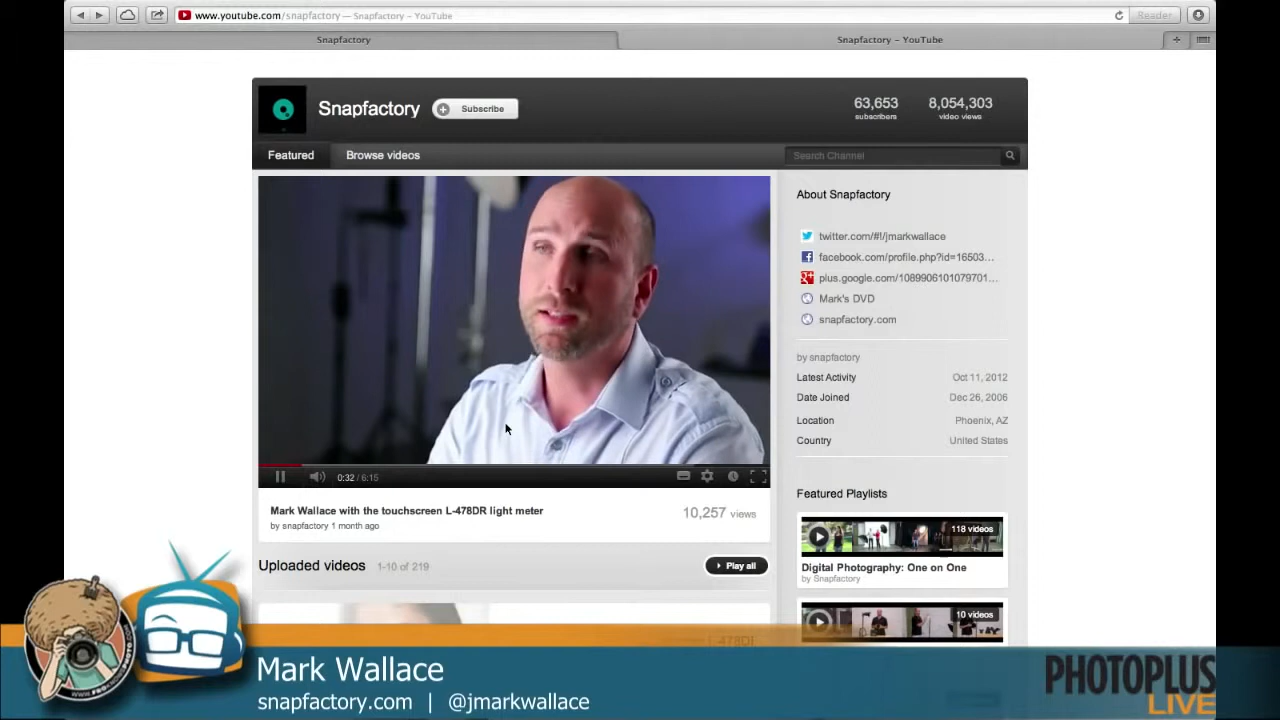 www.youtube.com/snapfactory — Snapfactory – YouTube
Reader
Snapfactory
Snapfactory – YouTube
Snapfactory
Subscribe
63,653
subscribers
8,054,303
video views
Featured
Browse videos
Search Channel
About Snapfactory
twitter.com/#!/jmarkwallace
facebook.com/profile.php?id=16503...
plus.google.com/1089906101079701...
Mark's DVD
snapfactory.com
by snapfactory
Latest Activity Oct 11, 2012
Date Joined Dec 26, 2006
Location Phoenix, AZ
Country United States
0:32 / 6:15
Mark Wallace with the touchscreen L-478DR light meter
by snapfactory 1 month ago
10,257 views
Uploaded videos 1-10 of 219
Play all
Featured Playlists
118 videos
Digital Photography: One on One
by Snapfactory
10 videos
Mark Wallace
snapfactory.com | @jmarkwallace
PHOTOPLUS
LIVE